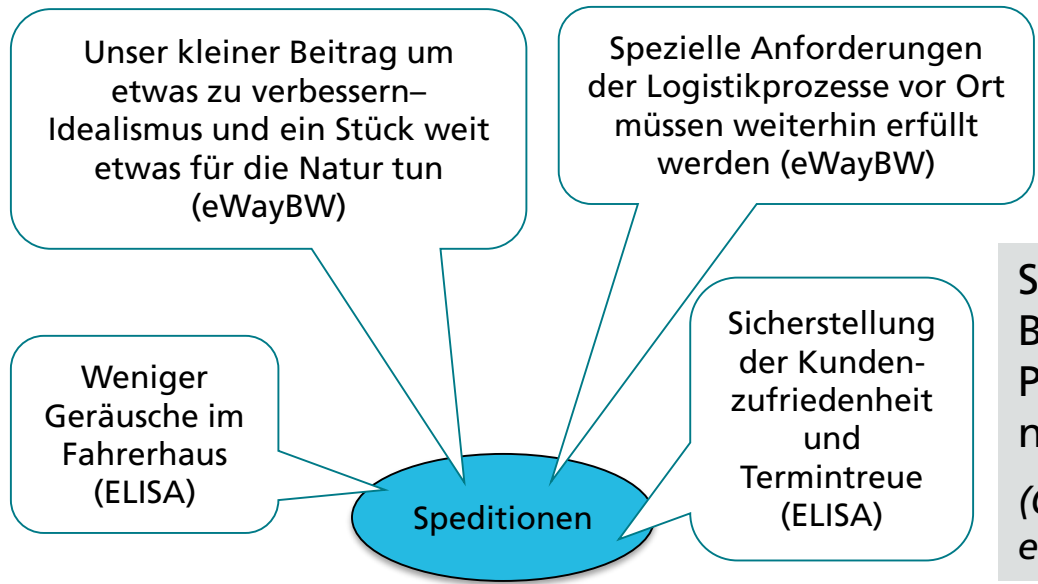 Unser kleiner Beitrag um
etwas zu verbessern–
Idealismus und ein Stück weit
etwas für die Natur tun
(eWayBW)
Spezielle Anforderungen
der Logistikprozesse vor Ort
müssen weiterhin erfüllt
werden (eWayBW)
Weniger
Geräusche im
Fahrerhaus
(ELISA)
Sicherstellung
der Kunden-
zufriedenheit
und
Termintreue
(ELISA)
Speditionen